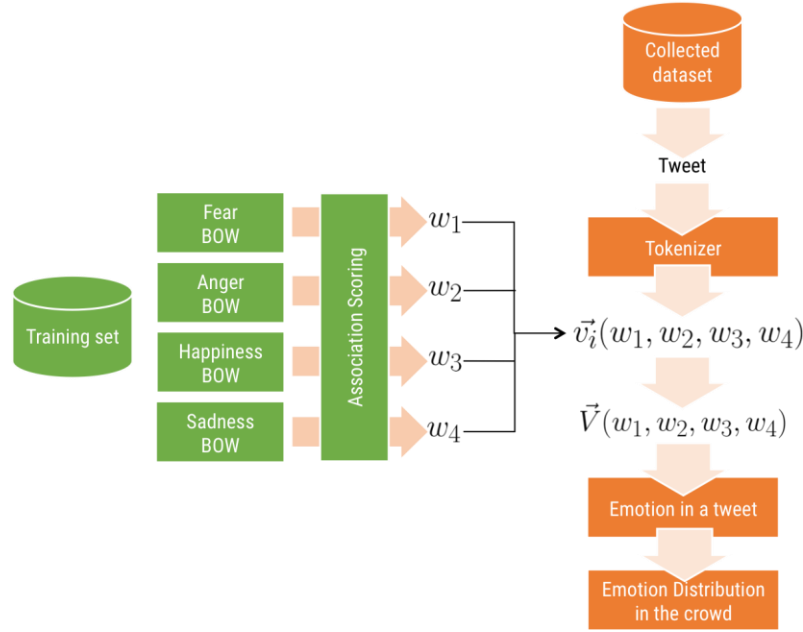 Collected
dataset
Tweet
Tokenizer
Training set
Fear
BOW
Anger
BOW
Happiness
BOW
Sadness
BOW
Association Scoring
w₁
w₂
w₃
w₄
v⃗ᵢ(w₁, w₂, w₃, w₄)
V⃗(w₁, w₂, w₃, w₄)
Emotion in a tweet
Emotion Distribution
in the crowd